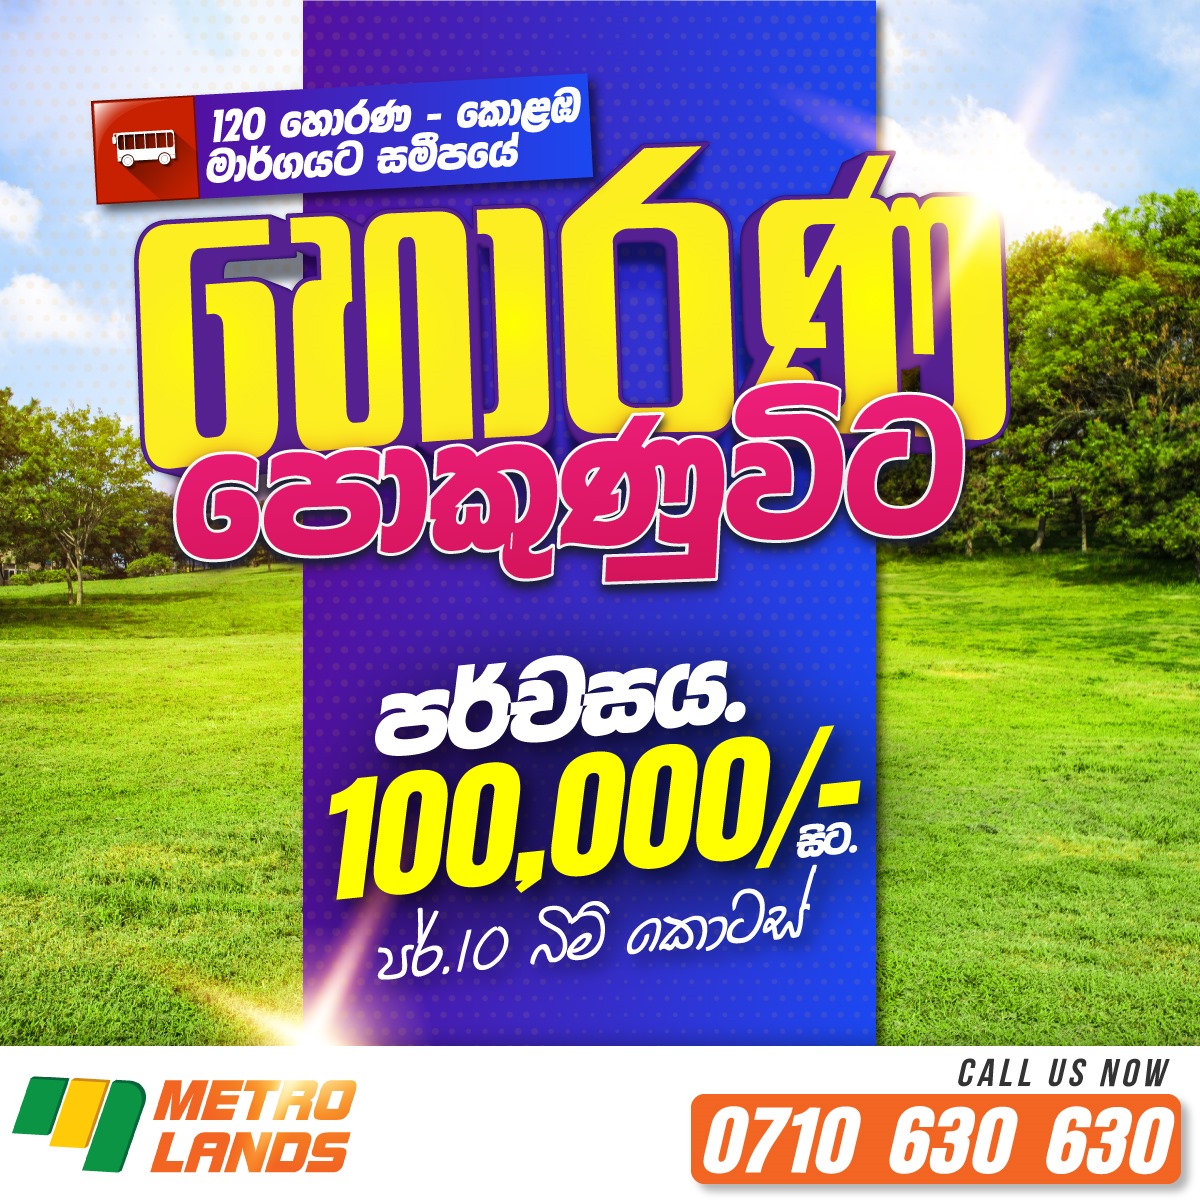 120 හොරණ - කොළඹ
මාර්ගයට සමීපයේ
හොරණ
පොකුණුවිට
පර්චසය.
100,000/-
සිට.
පර්.10 බිම් කොටස්
METRO
LANDS
CALL US NOW
0710 630 630